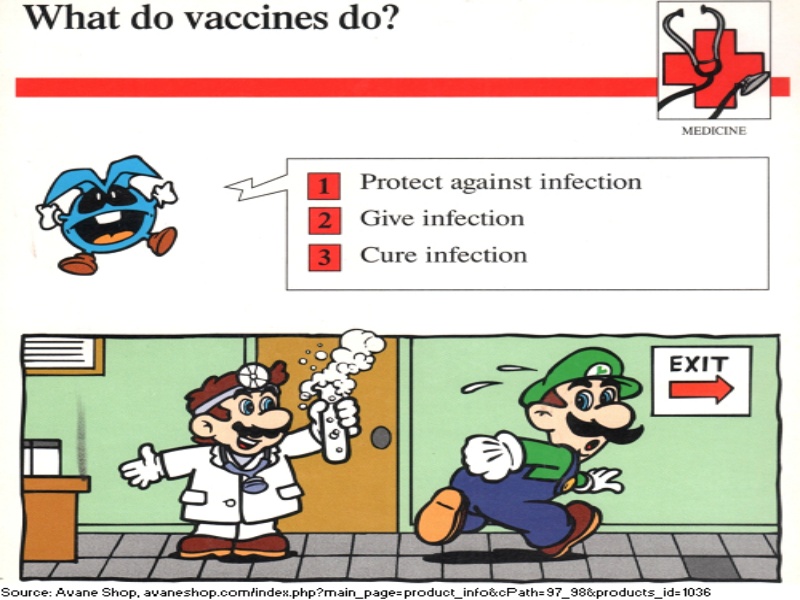 What do vaccines do?
MEDICINE
1 Protect against infection
2 Give infection
3 Cure infection
EXIT
L
Source: Avane Shop, avaneshop.com/index.php?main_page=product_info&cPath=97_98&products_id=1036